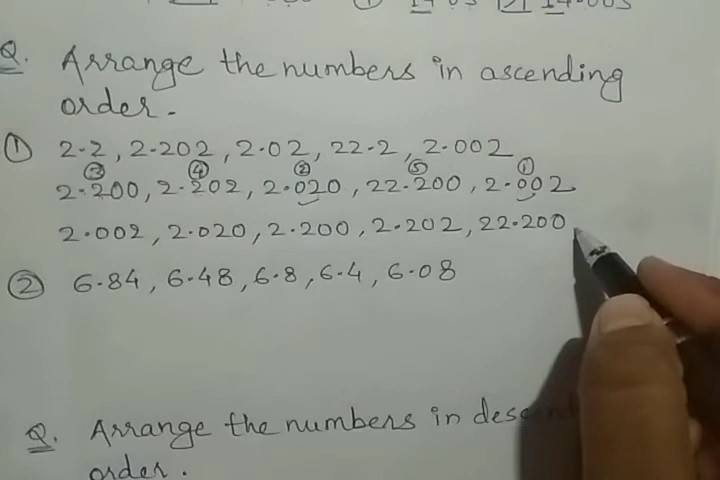 Q. Arrange the numbers in ascending
order.
① 2.2, 2.202, 2.02, 22.2, 2.002
③ ④ ② ⑤ ①
2.200, 2.202, 2.020, 22.200, 2.002
2.002, 2.020, 2.200, 2.202, 22.200
② 6.84, 6.48, 6.8, 6.4, 6.08
Q. Arrange the numbers in
order.